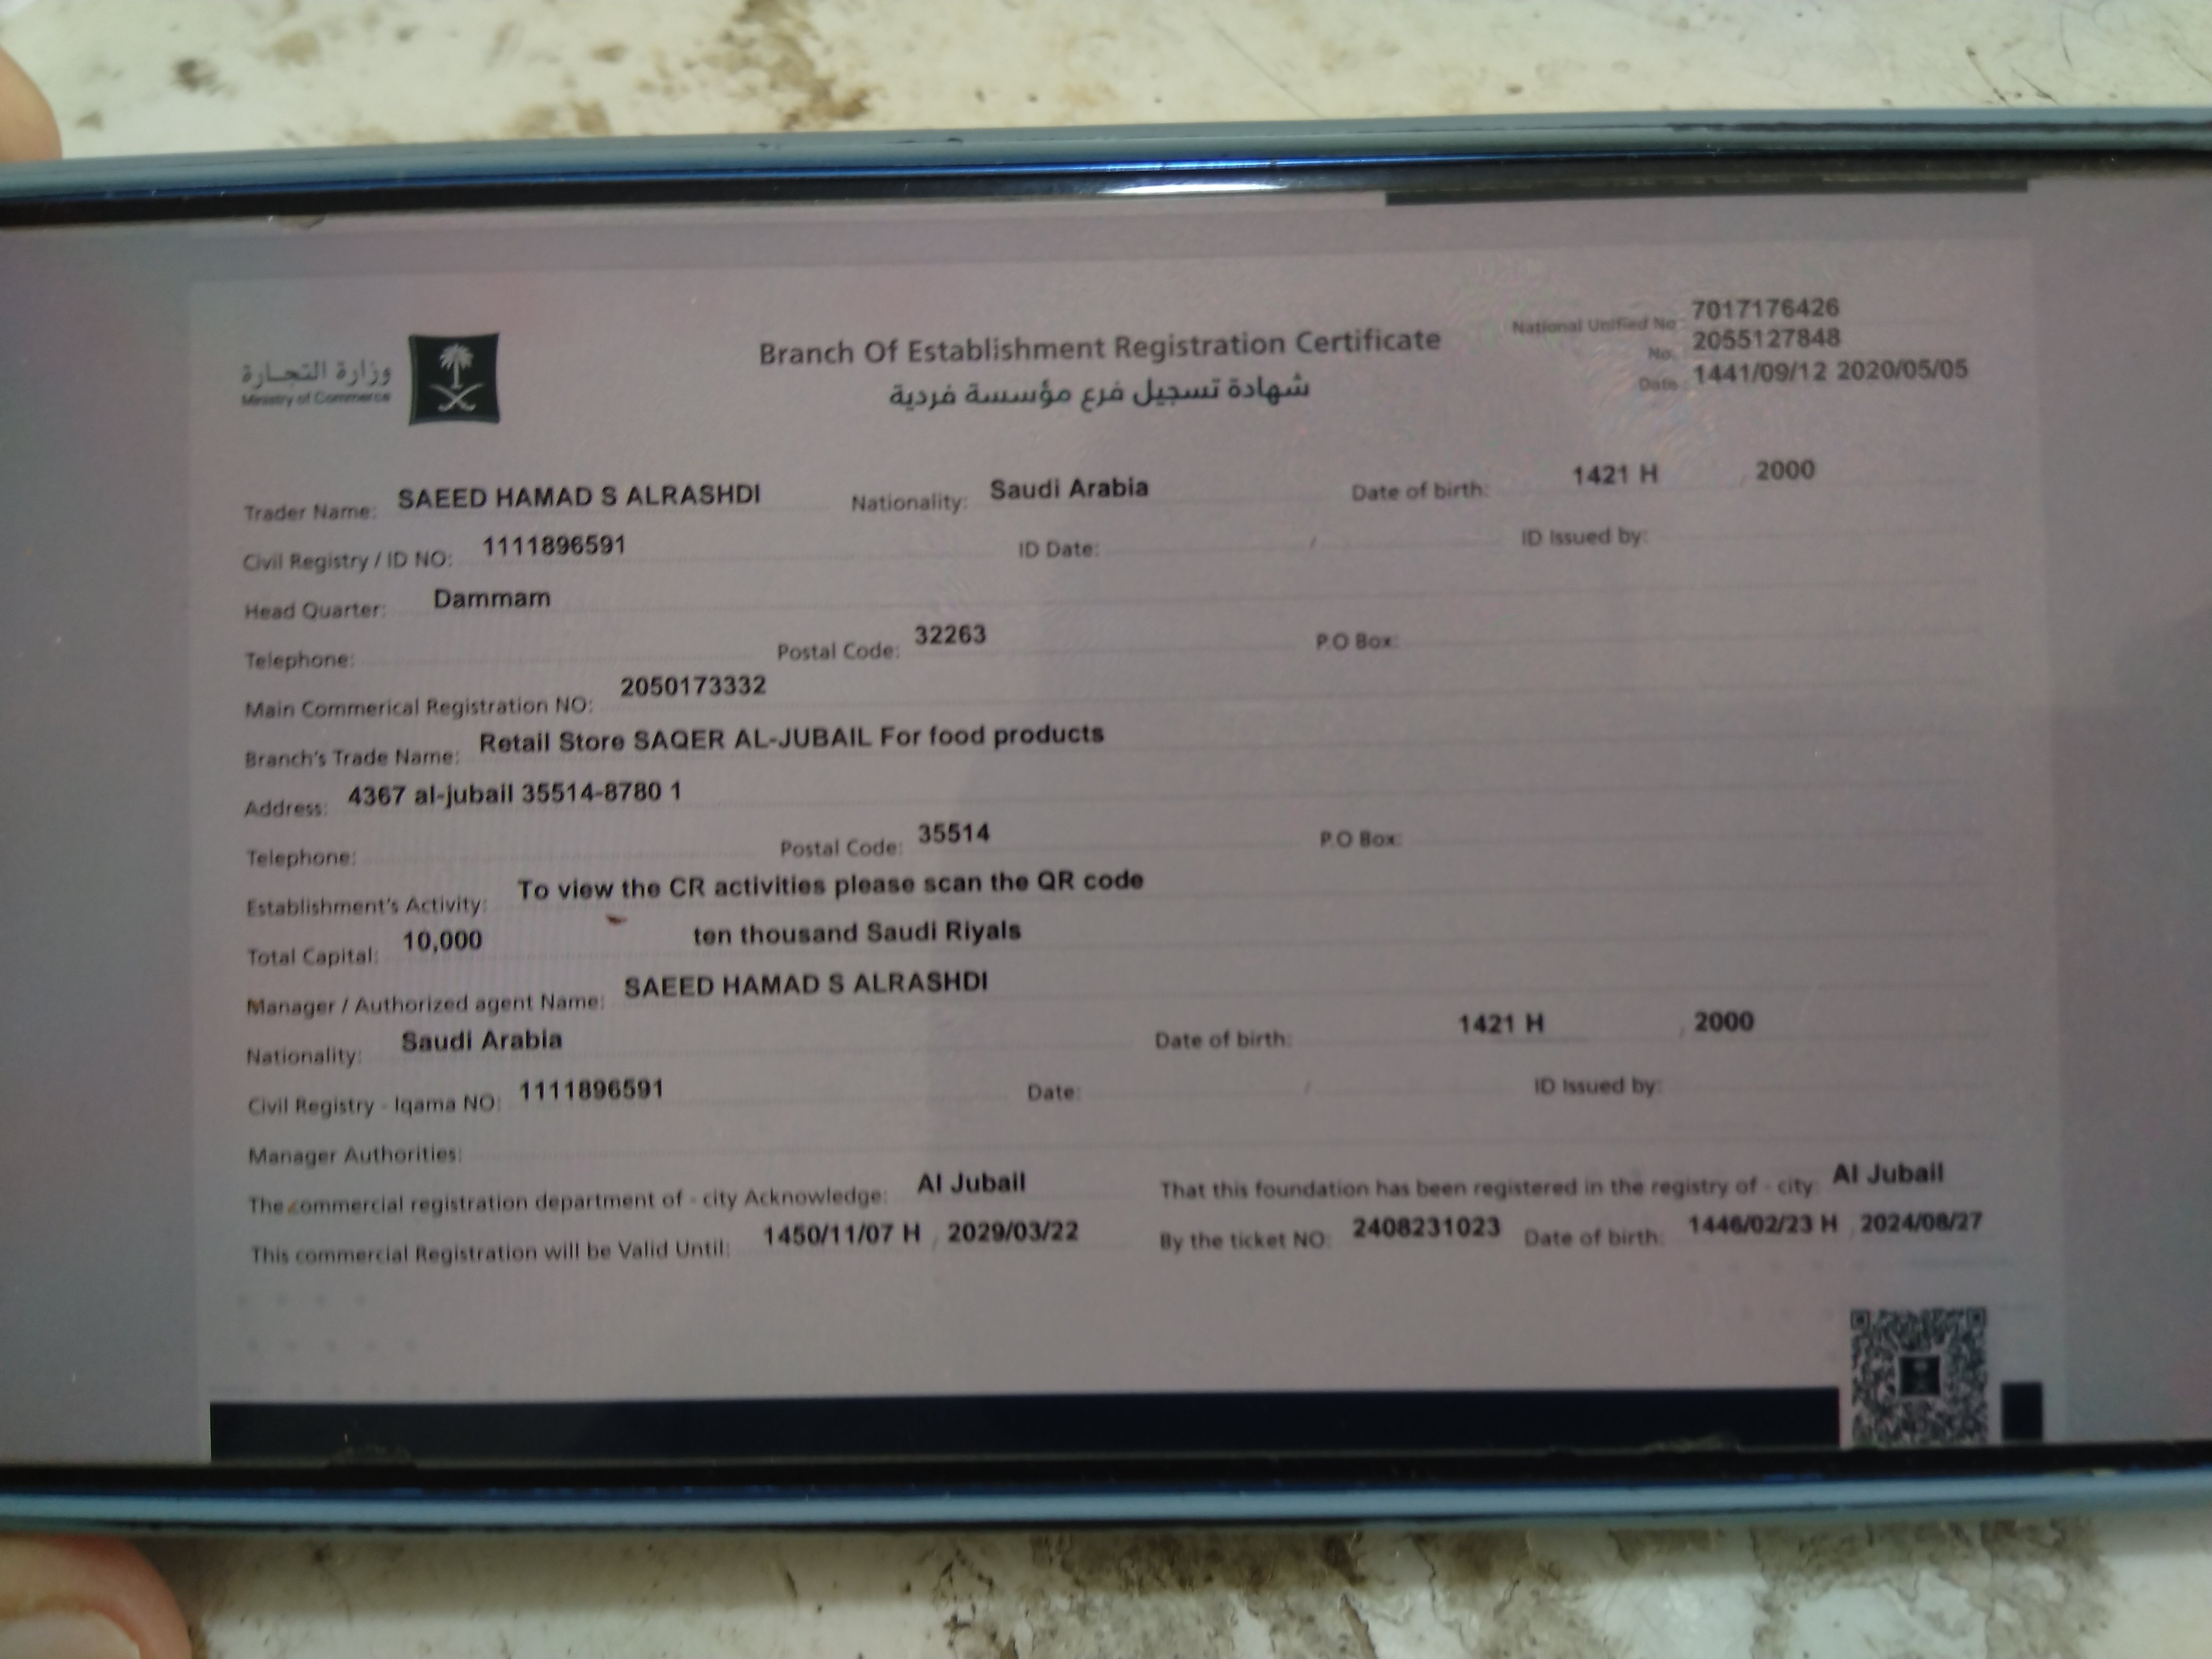 وزارة التجارة
Ministry of Commerce
Branch Of Establishment Registration Certificate
شهادة تسجيل فرع مؤسسة فردية
National Unified No 7017176426
No. 2055127848
Date 1441/09/12 2020/05/05
Trader Name: SAEED HAMAD S ALRASHDI Nationality: Saudi Arabia Date of birth: 1421 H , 2000
Civil Registry / ID NO: 1111896591 ID Date: / ID Issued by:
Head Quarter: Dammam
Telephone: Postal Code: 32263 P.O Box:
Main Commerical Registration NO: 2050173332
Branch's Trade Name: Retail Store SAQER AL-JUBAIL For food products
Address: 4367 al-jubail 35514-8780 1
Telephone: Postal Code: 35514 P.O Box:
Establishment's Activity: To view the CR activities please scan the QR code
Total Capital: 10,000 ten thousand Saudi Riyals
Manager / Authorized agent Name: SAEED HAMAD S ALRASHDI
Nationality: Saudi Arabia Date of birth: 1421 H , 2000
Civil Registry - Iqama NO: 1111896591 Date: / ID Issued by:
Manager Authorities:
The commercial registration department of - city Acknowledge: Al Jubail That this foundation has been registered in the registry of - city: Al Jubail
This commercial Registration will be Valid Until: 1450/11/07 H , 2029/03/22 By the ticket NO: 2408231023 Date of birth: 1446/02/23 H , 2024/08/27